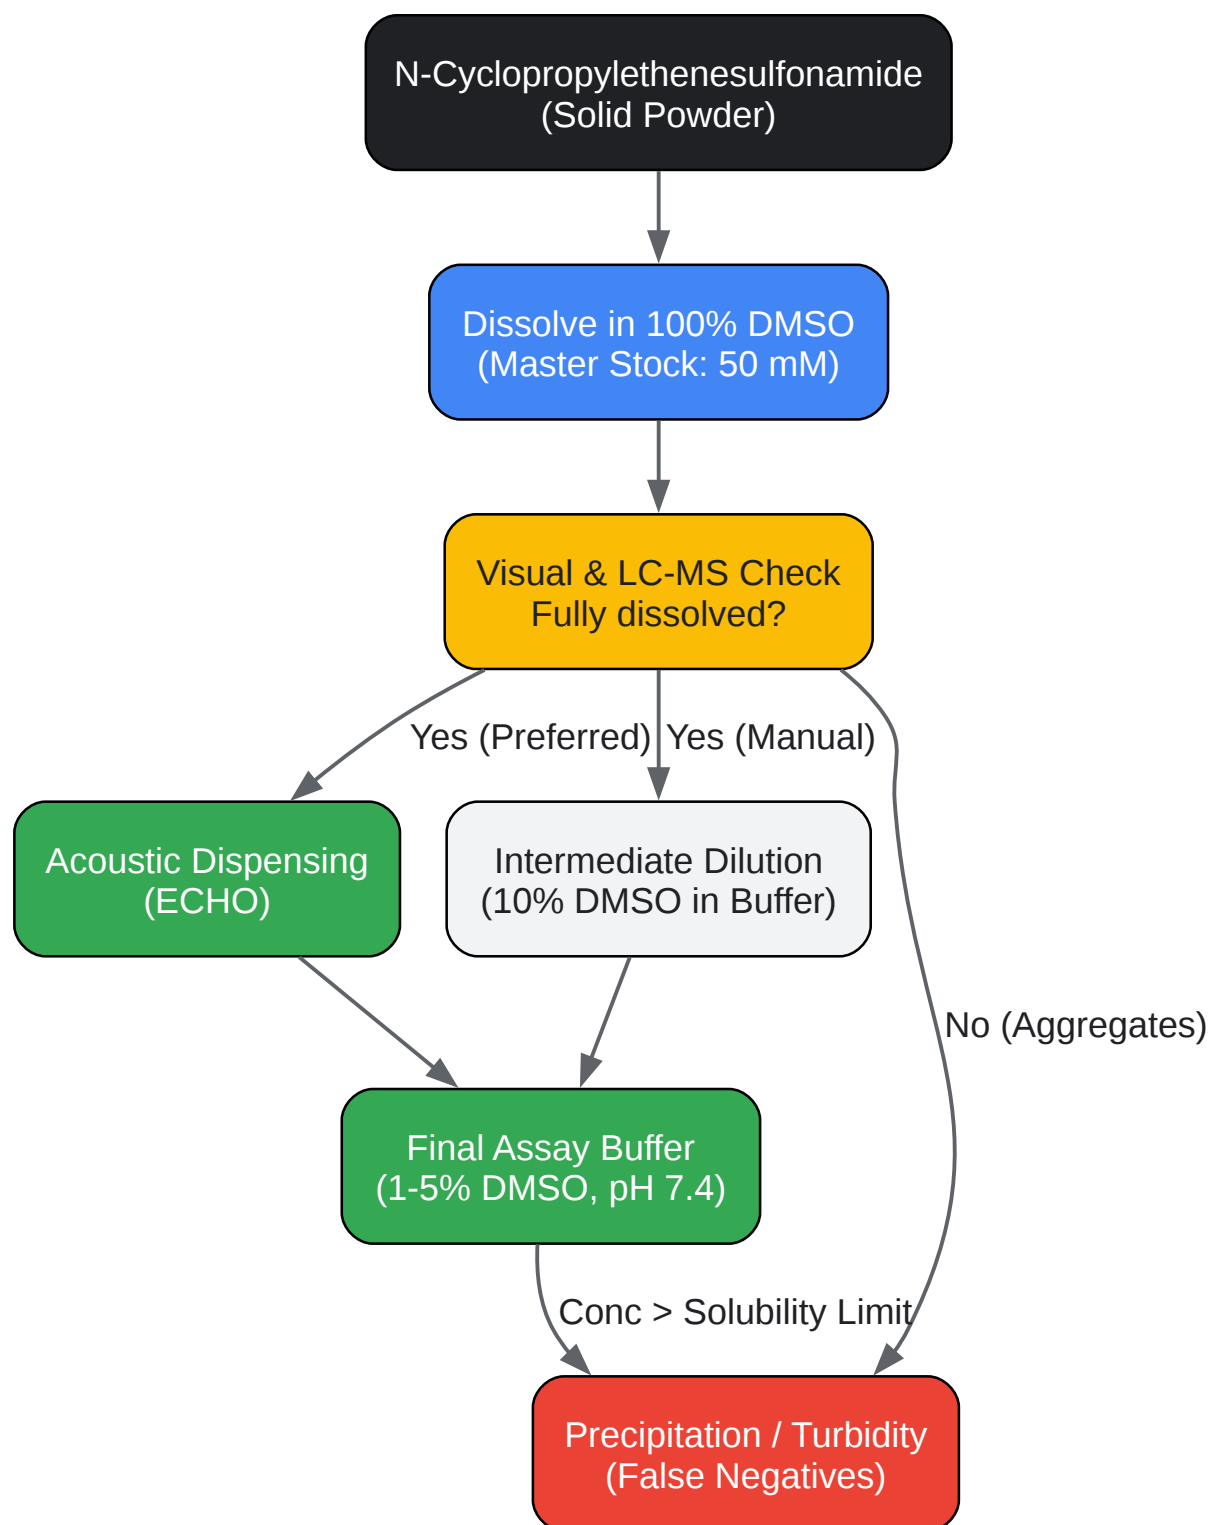 N-Cyclopropylethenesulfonamide
(Solid Powder)
Dissolve in 100% DMSO
(Master Stock: 50 mM)
Visual & LC-MS Check
Fully dissolved?
Yes (Preferred)
Yes (Manual)
Acoustic Dispensing
(ECHO)
Intermediate Dilution
(10% DMSO in Buffer)
No (Aggregates)
Final Assay Buffer
(1-5% DMSO, pH 7.4)
Conc > Solubility Limit
Precipitation / Turbidity
(False Negatives)